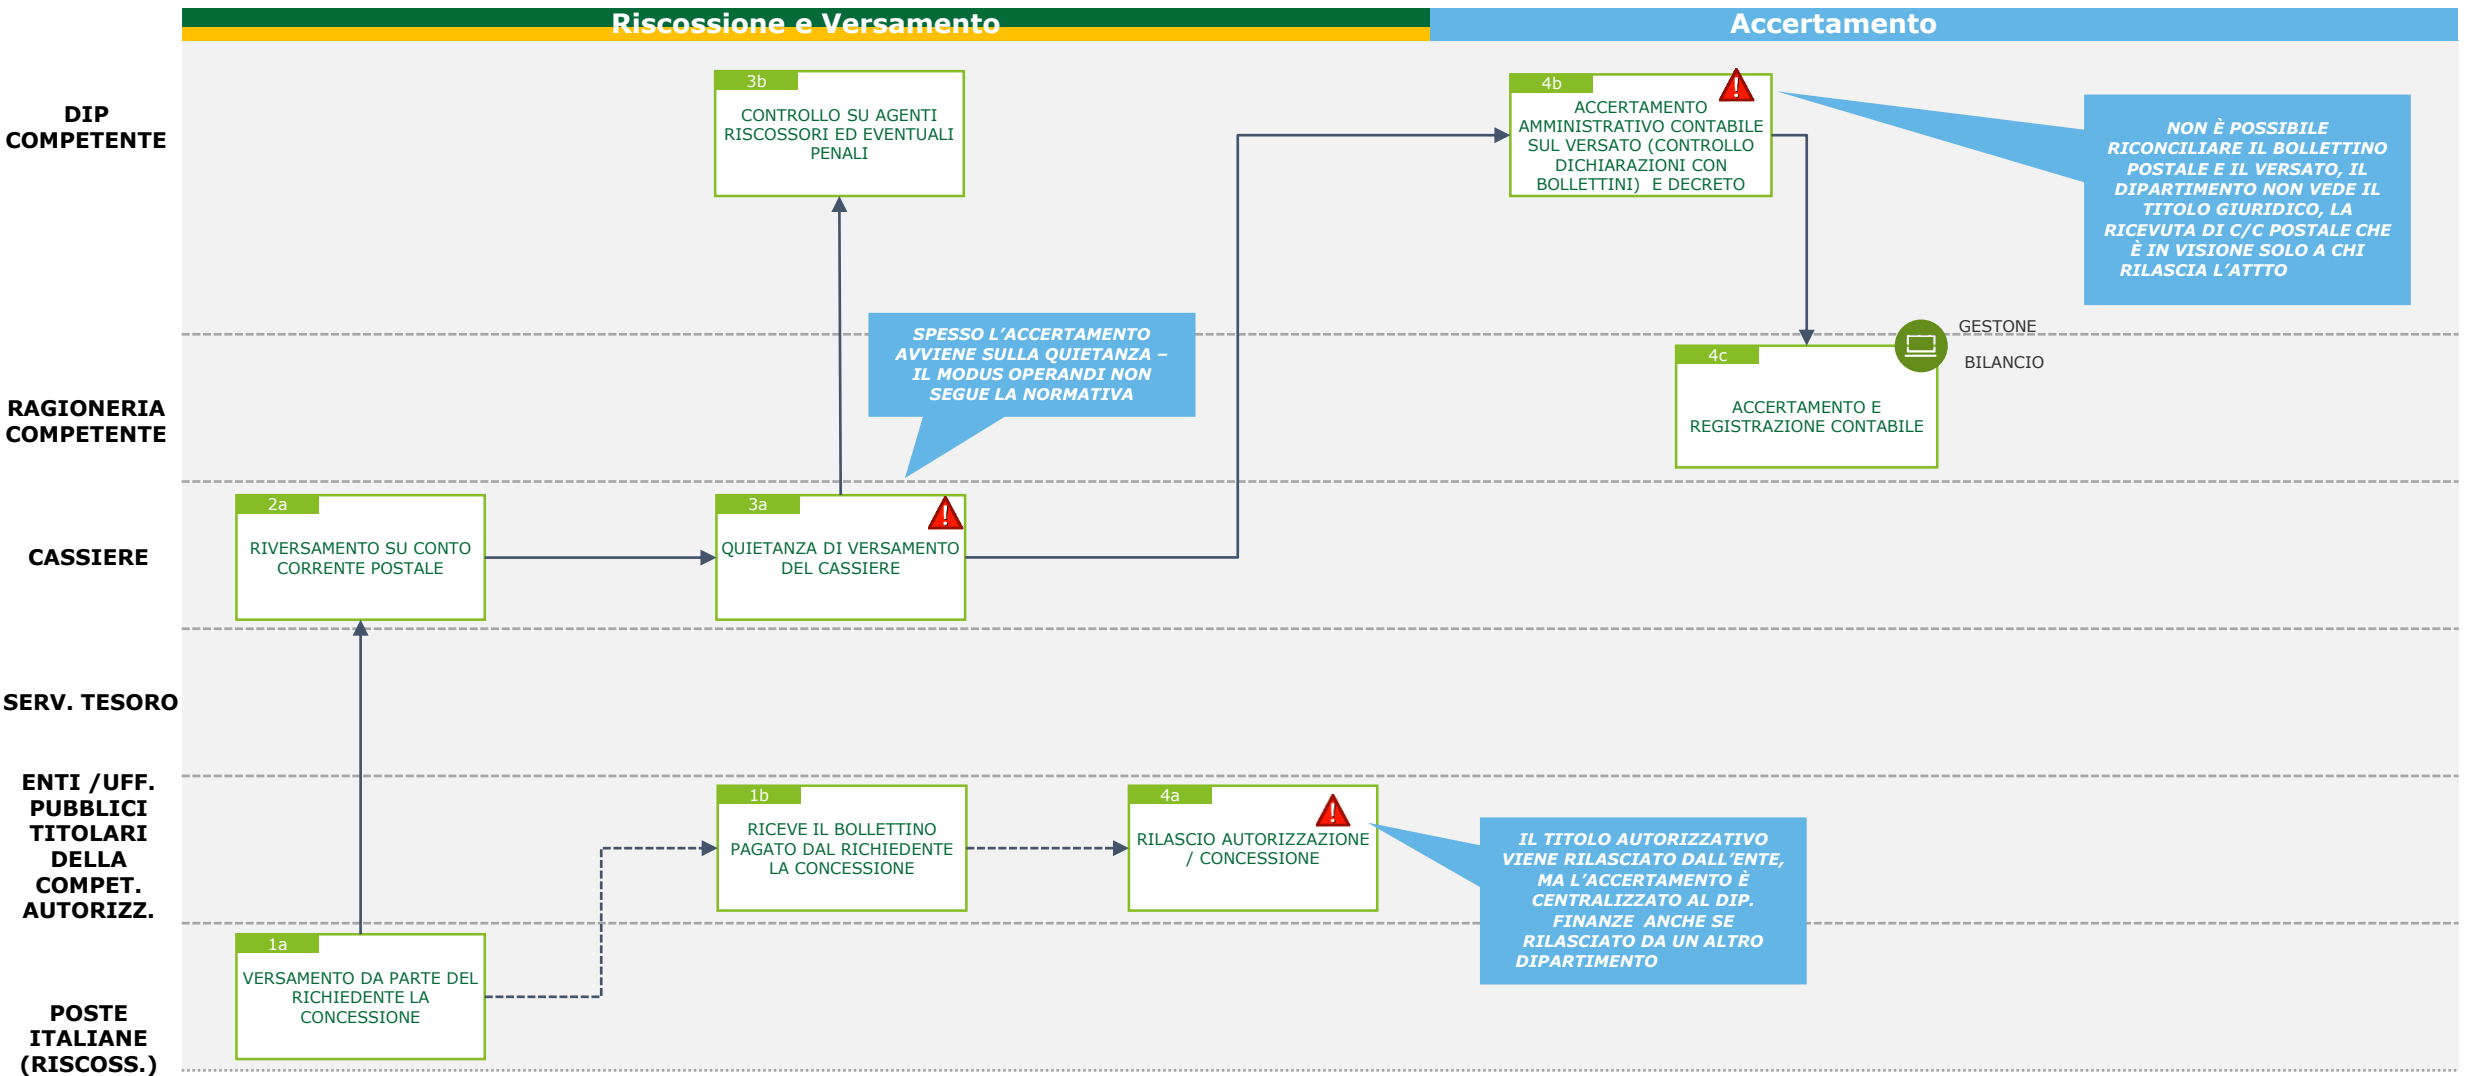 Riscossione e Versamento
Accertamento
DIP
COMPETENTE
3b
CONTROLLO SU AGENTI
RISCOSSORI ED EVENTUALI
PENALI
4b
ACCERTAMENTO
AMMINISTRATIVO CONTABILE
SUL VERSATO (CONTROLLO
DICHIARAZIONI CON
BOLLETTINI) E DECRETO
NON È POSSIBILE
RICONCILIARE IL BOLLETTINO
POSTALE E IL VERSATO, IL
DIPARTIMENTO NON VEDE IL
TITOLO GIURIDICO, LA
RICEVUTA DI C/C POSTALE CHE
È IN VISIONE SOLO A CHI
RILASCIA L’ATTTO
RAGIONERIA
COMPETENTE
SPESSO L’ACCERTAMENTO
AVVIENE SULLA QUIETANZA –
IL MODUS OPERANDI NON
SEGUE LA NORMATIVA
4c
ACCERTAMENTO E
REGISTRAZIONE CONTABILE
GESTONE
BILANCIO
CASSIERE
2a
RIVERSAMENTO SU CONTO
CORRENTE POSTALE
3a
QUIETANZA DI VERSAMENTO
DEL CASSIERE
SERV. TESORO
ENTI /UFF.
PUBBLICI
TITOLARI
DELLA
COMPET.
AUTORIZZ.
1b
RICEVE IL BOLLETTINO
PAGATO DAL RICHIEDENTE
LA CONCESSIONE
4a
RILASCIO AUTORIZZAZIONE
/ CONCESSIONE
IL TITOLO AUTORIZZATIVO
VIENE RILASCIATO DALL’ENTE,
MA L’ACCERTAMENTO È
CENTRALIZZATO AL DIP.
FINANZE ANCHE SE
RILASCIATO DA UN ALTRO
DIPARTIMENTO
POSTE
ITALIANE
(RISCOSS.)
1a
VERSAMENTO DA PARTE DEL
RICHIEDENTE LA
CONCESSIONE